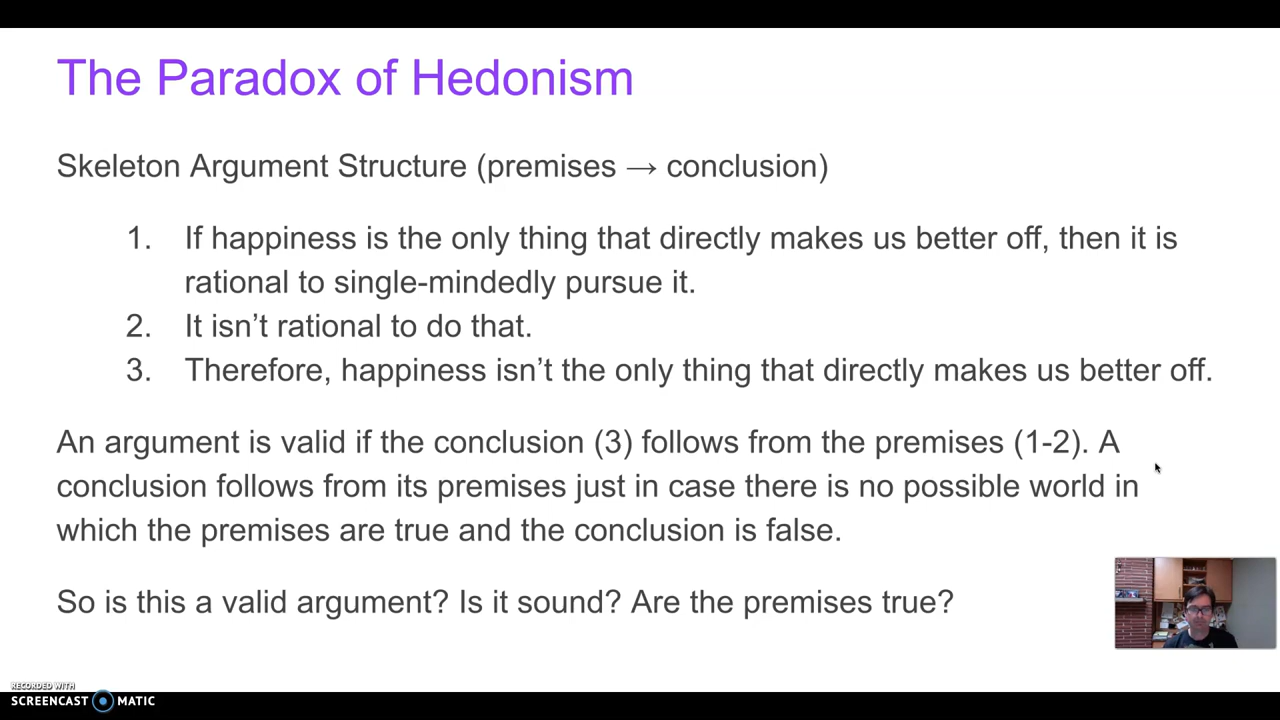 The Paradox of Hedonism
Skeleton Argument Structure (premises → conclusion)
1. If happiness is the only thing that directly makes us better off, then it is
rational to single-mindedly pursue it.
2. It isn’t rational to do that.
3. Therefore, happiness isn’t the only thing that directly makes us better off.
An argument is valid if the conclusion (3) follows from the premises (1-2). A
conclusion follows from its premises just in case there is no possible world in
which the premises are true and the conclusion is false.
So is this a valid argument? Is it sound? Are the premises true?
RECORDED WITH
SCREENCAST MATIC